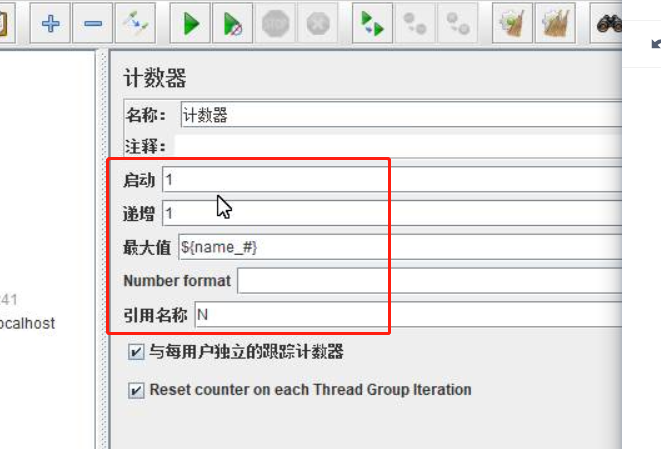 STOP
计数器
名称： 计数器
注释：
启动 1
递增 1
最大值 ${name_#}
Number format
引用名称 N
与每用户独立的跟踪计数器
Reset counter on each Thread Group Iteration
41
ocalhost